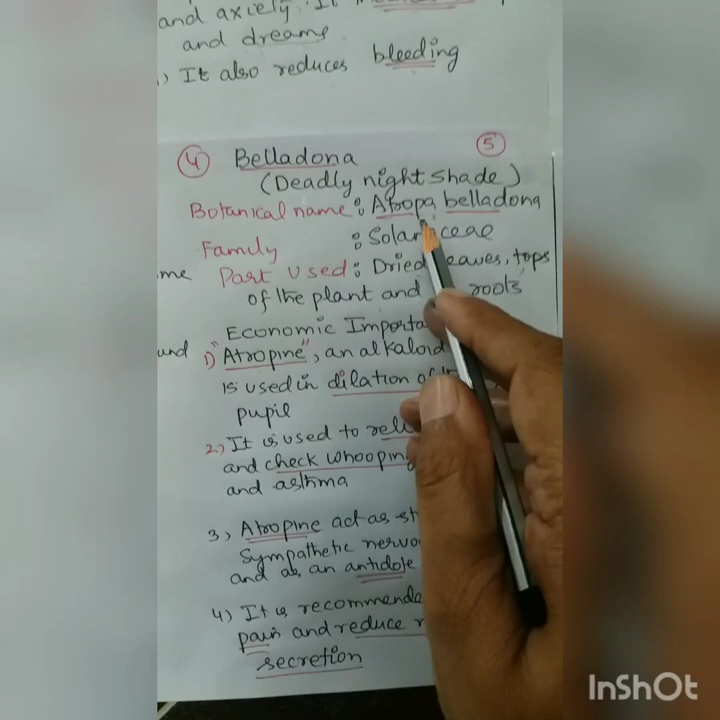 and axciety. It
and dreams
) It also reduces bleeding
④ Belladona ⑤
(Deadly night shade)
Botanical name : Atropa belladona
Family : Solanaceae
Part Used : Dried leaves, tops
of the plant and roots
Economic Importa
1) "Atropine", an alkaloid
is used in dilation of
pupil
2) It is used to
and check whooping
and asthma
3) Atropine act as
Sympathetic nervo
and as an antidote
4) It is recommende
pain and reduce
secretion
me
und
InShOt